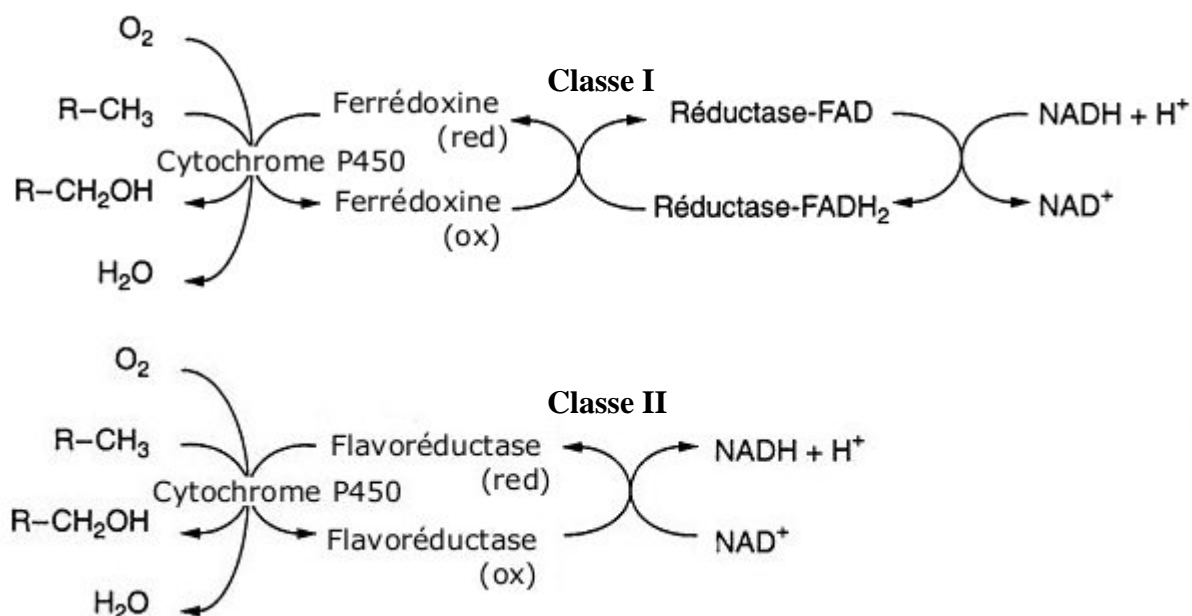 Classe I
O₂
R–CH₃ Ferrédoxine (red) Réductase-FAD NADH + H⁺
Cytochrome P450
R–CH₂OH Ferrédoxine (ox) Réductase-FADH₂ NAD⁺
H₂O
Classe II
O₂
R–CH₃ Flavoréductase (red) NADH + H⁺
Cytochrome P450
R–CH₂OH Flavoréductase (ox) NAD⁺
H₂O